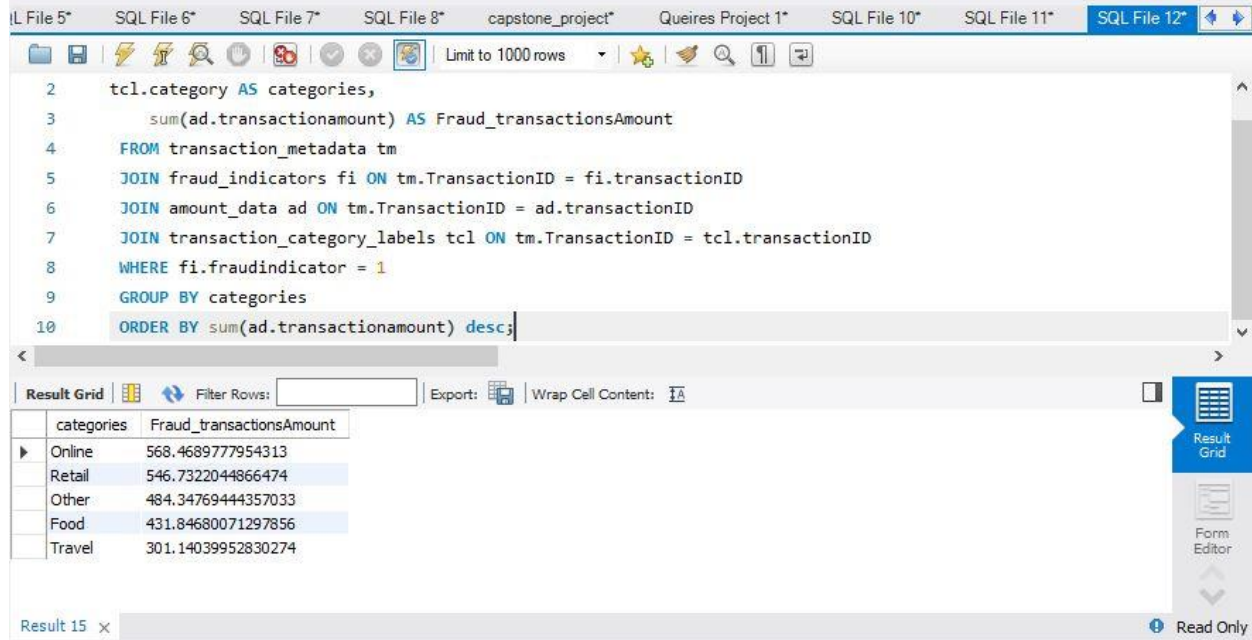 L File 5* SQL File 6* SQL File 7* SQL File 8* capstone_project* Queires Project 1* SQL File 10* SQL File 11* SQL File 12*
Limit to 1000 rows
2 tcl.category AS categories,
3 sum(ad.transactionamount) AS Fraud_transactionsAmount
4 FROM transaction_metadata tm
5 JOIN fraud_indicators fi ON tm.TransactionID = fi.transactionID
6 JOIN amount_data ad ON tm.TransactionID = ad.transactionID
7 JOIN transaction_category_labels tcl ON tm.TransactionID = tcl.transactionID
8 WHERE fi.fraudindicator = 1
9 GROUP BY categories
10 ORDER BY sum(ad.transactionamount) desc;
Result Grid Filter Rows: Export: Wrap Cell Content:
categories Fraud_transactionsAmount
Online 568.4689777954313
Retail 546.7322044866474
Other 484.34769444357033
Food 431.84680071297856
Travel 301.14039952830274
Result
Grid
Form
Editor
Result 15 Read Only